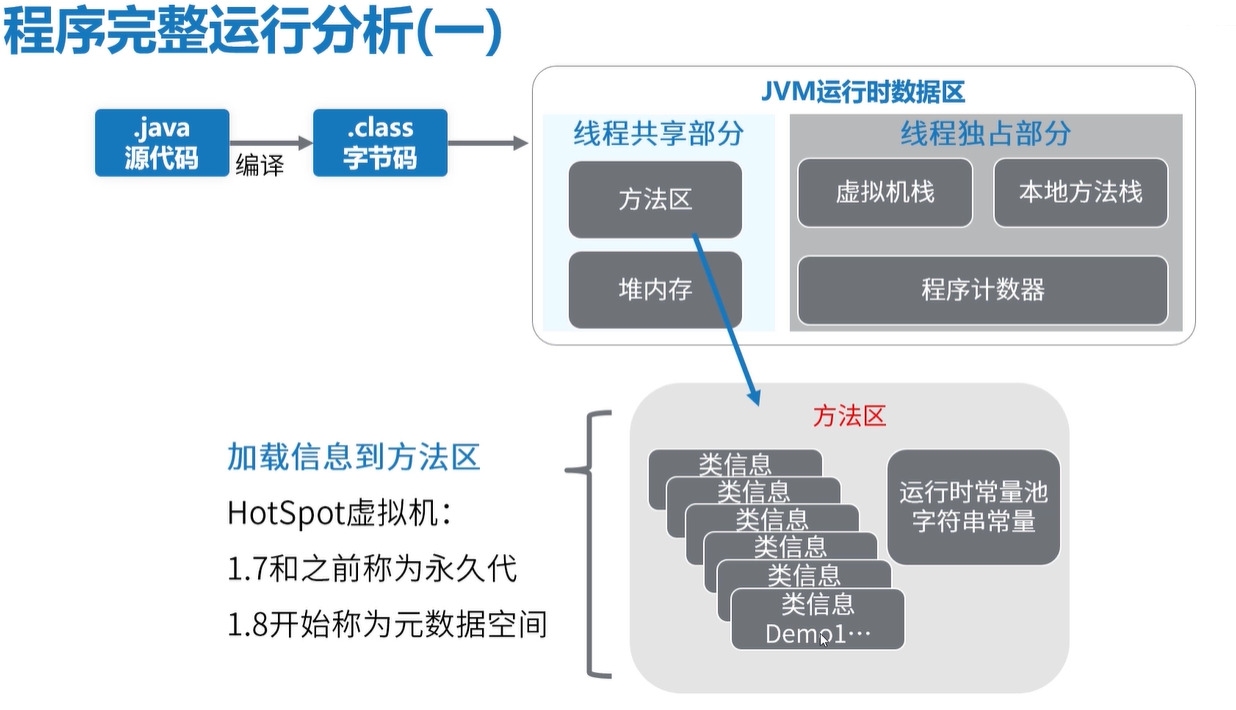 程序完整运行分析(一)
.java
源代码
编译
.class
字节码
JVM运行时数据区
线程共享部分
方法区
堆内存
线程独占部分
虚拟机栈
本地方法栈
程序计数器
加载信息到方法区
HotSpot虚拟机：
1.7和之前称为永久代
1.8开始称为元数据空间
方法区
类信息
类信息
类信息
类信息
类信息
类信息
Demo1…
运行时常量池
字符串常量